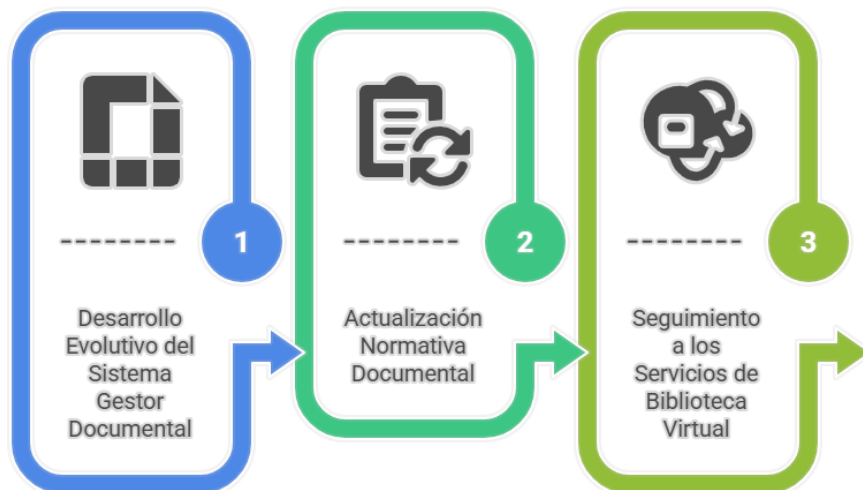 1
Desarrollo
Evolutivo del
Sistema
Gestor
Documental
2
Actualización
Normativa
Documental
3
Seguimiento
a los
Servicios de
Biblioteca
Virtual